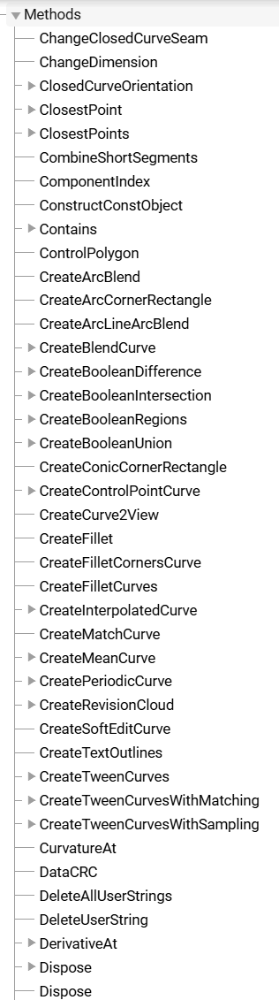 Methods
ChangeClosedCurveSeam
ChangeDimension
ClosedCurveOrientation
ClosestPoint
ClosestPoints
CombineShortSegments
ComponentIndex
ConstructConstObject
Contains
ControlPolygon
CreateArcBlend
CreateArcCornerRectangle
CreateArcLineArcBlend
CreateBlendCurve
CreateBooleanDifference
CreateBooleanIntersection
CreateBooleanRegions
CreateBooleanUnion
CreateConicCornerRectangle
CreateControlPointCurve
CreateCurve2View
CreateFillet
CreateFilletCornersCurve
CreateFilletCurves
CreateInterpolatedCurve
CreateMatchCurve
CreateMeanCurve
CreatePeriodicCurve
CreateRevisionCloud
CreateSoftEditCurve
CreateTextOutlines
CreateTweenCurves
CreateTweenCurvesWithMatching
CreateTweenCurvesWithSampling
CurvatureAt
DataCRC
DeleteAllUserStrings
DeleteUserString
DerivativeAt
Dispose
Dispose